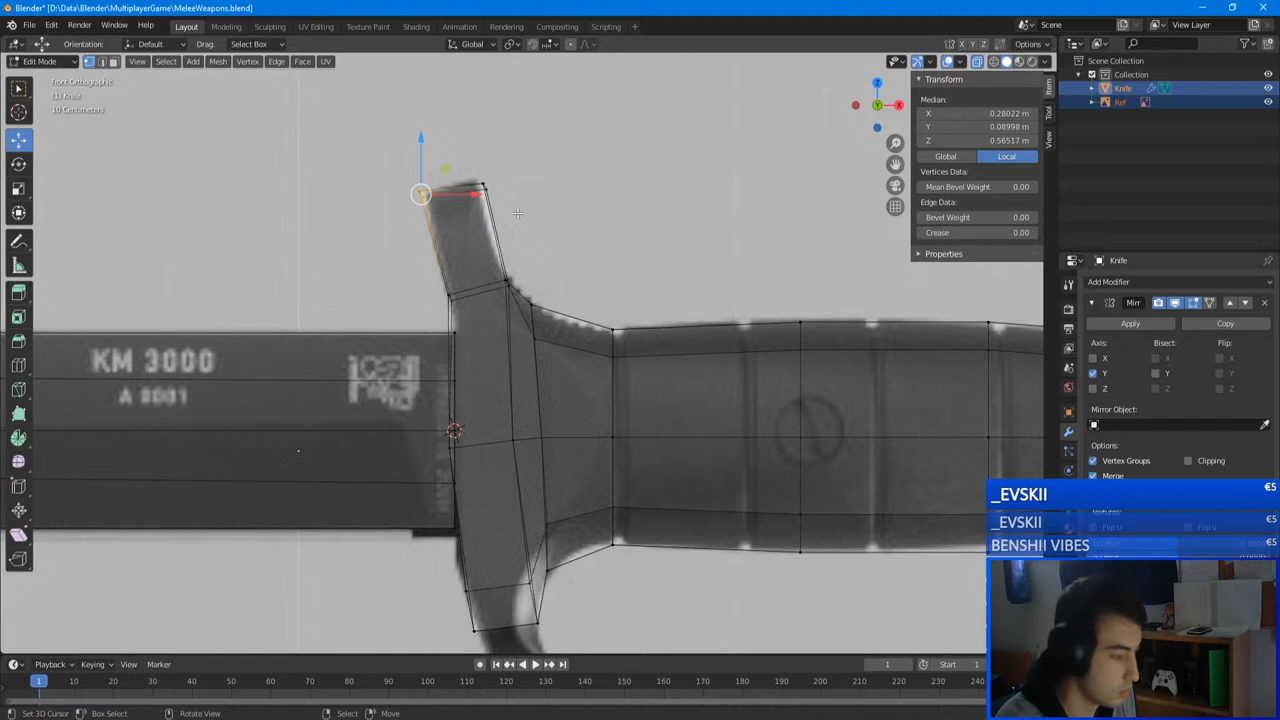 Blender* [D:\Data\Blender\MultiplayerGame\MeleeWeapons.blend]
File Edit Render Window Help Layout Modeling Sculpting UV Editing Texture Paint Shading Animation Rendering Compositing Scripting + Scene View Layer
Orientation: Default Drag: Select Box Global X Y Z Options
Edit Mode View Select Add Mesh Vertex Edge Face UV
Front Orthographic
(1) Knife
10 Centimeters
Z
X
Y
Transform
Median:
X 0.28022 m
Y 0.08998 m
Z 0.56517 m
Global Local
Vertices Data:
Mean Bevel Weight 0.00
Edge Data:
Bevel Weight 0.00
Crease 0.00
Properties
Item
Tool
View
Scene Collection
Collection
Knife
Ref
Knife
Add Modifier
Mirr
Apply Copy
Axis: Bisect: Flip:
X X X
Y Y Y
Z Z Z
Mirror Object:
Options:
Vertex Groups Clipping
Merge
KM 3000
A 0001
_EVSKII €5
_EVSKII €5
BENSHII VIBES €5
Playback Keying View Marker 1 Start 1
1 10 20 30 40 50 60 70 80 90 100 110 120 130 140 150 160 170 180 190 200 210 220 230 240
Set 3D Cursor Box Select Rotate View Select Move